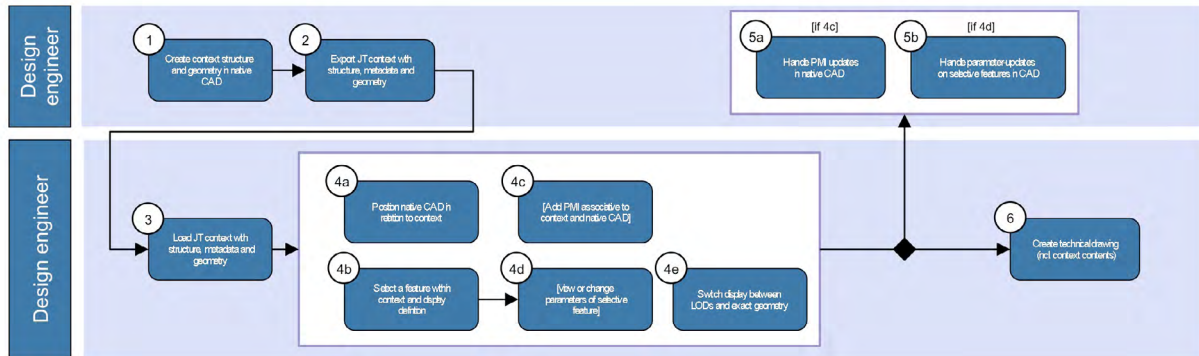 Design
engineer
1
Create context structure
and geometry in native
CAD
2
Export JT context with
structure, metadata and
geometry
[if 4c]
5a
Handle PMI updates
in native CAD
[if 4d]
5b
Handle parameter-updates
on selective features in CAD
Design engineer
3
Load JT context with
structure, metadata and
geometry
4a
Position native CAD in
relation to context
4c
[Add PMI associative to
context and native CAD]
4b
Select a feature within
context and display
definition
4d
[View or change
parameters of selective
feature]
4e
Switch display between
LODs and exact geometry
6
Create technical drawing
(incl context contents)